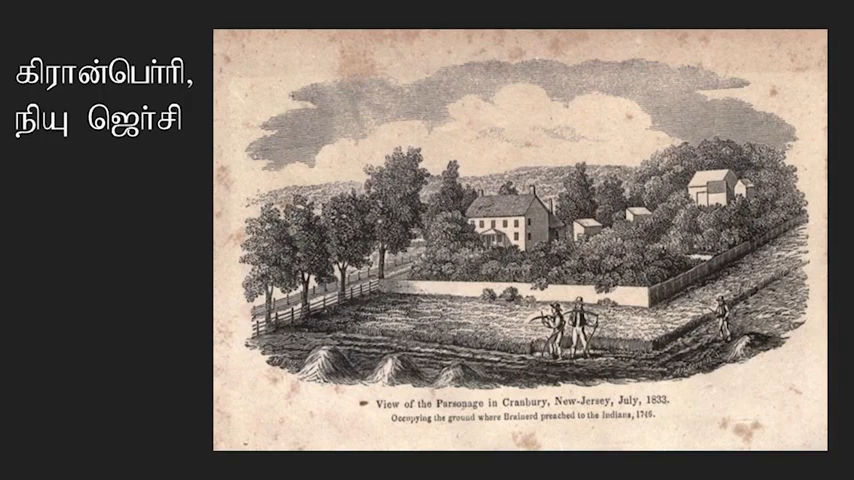 கிரான்பெர்ரி,
நியு ஜெர்சி
View of the Parsonage in Cranbury, New-Jersey, July, 1833.
Occupying the ground where Brainerd preached to the Indians, 1746.